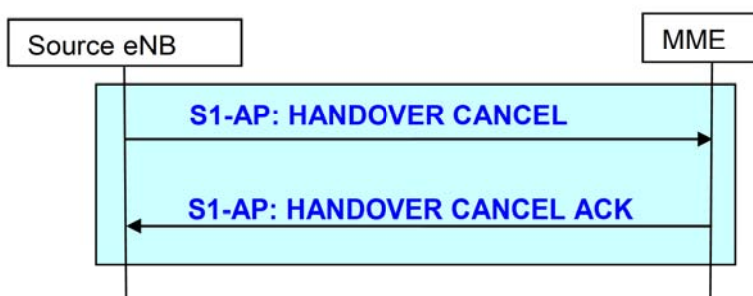 Source eNB
MME
S1-AP: HANDOVER CANCEL
S1-AP: HANDOVER CANCEL ACK